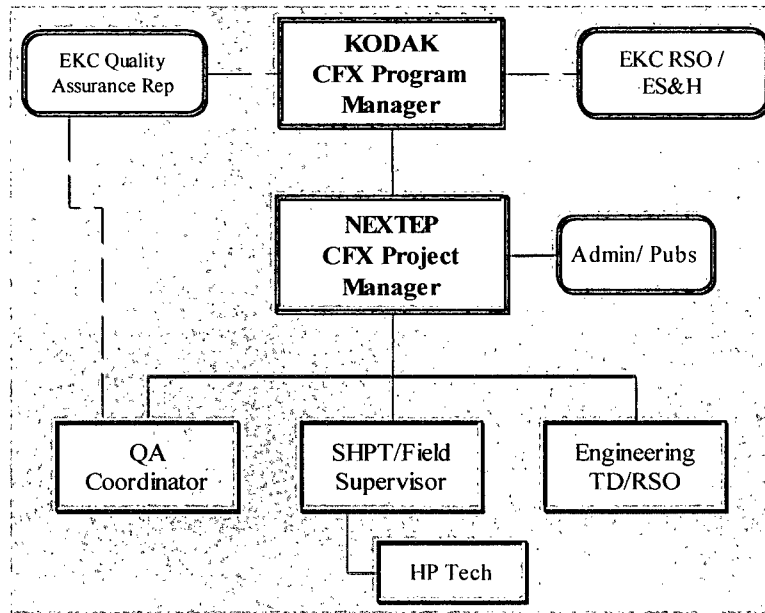 EKC Quality
Assurance Rep
KODAK
CFX Program
Manager
EKC RSO /
ES&H
NEXTEP
CFX Project
Manager
Admin/ Pubs
QA
Coordinator
SHPT/Field
Supervisor
Engineering
TD/RSO
HP Tech